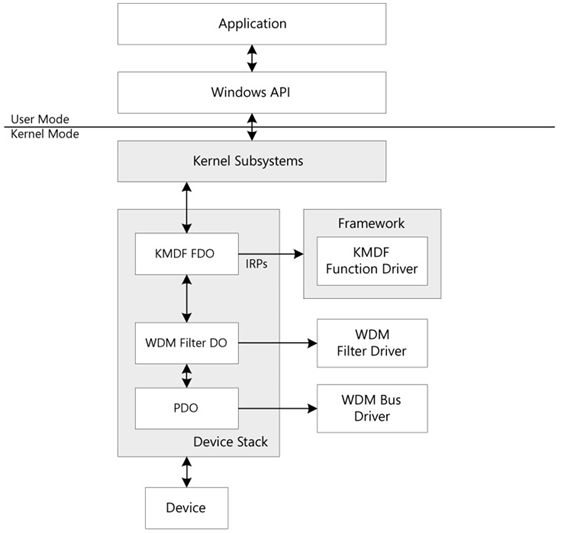 Application
Windows API
User Mode
Kernel Mode
Kernel Subsystems
Framework
KMDF FDO
IRPs
KMDF
Function Driver
WDM Filter DO
WDM
Filter Driver
PDO
WDM Bus
Driver
Device Stack
Device